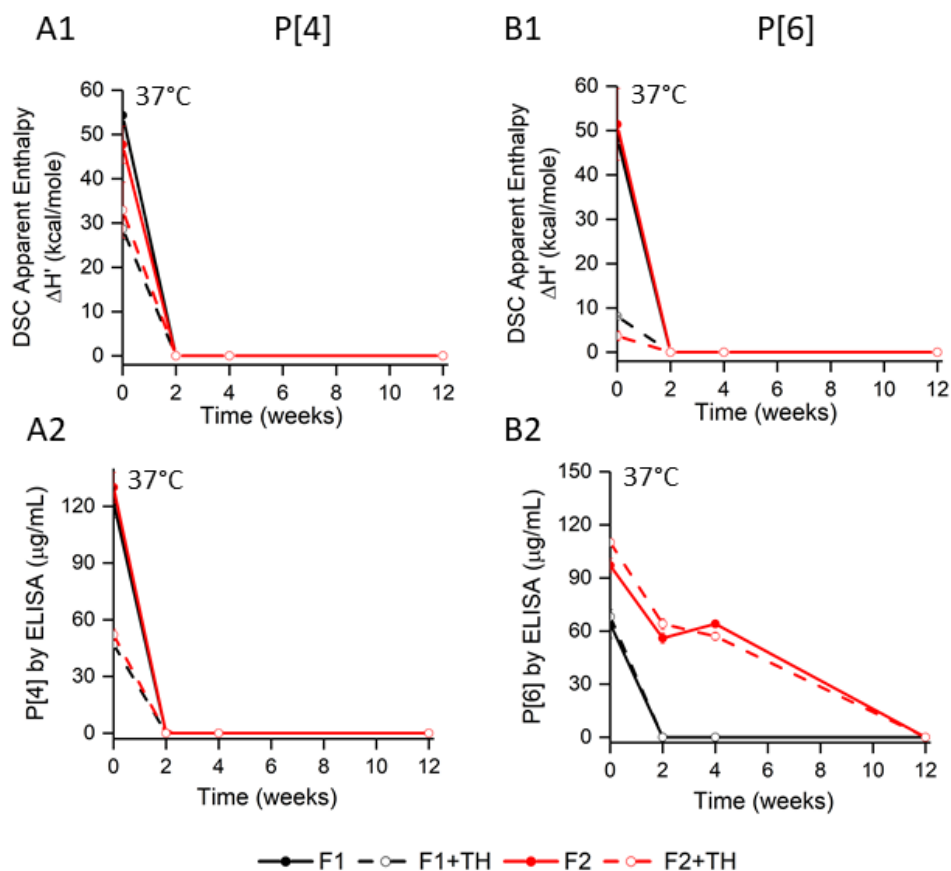 A1 P[4]
37°C
DSC Apparent Enthalpy
ΔH' (kcal/mole)
60
50
40
30
20
10
0
0 2 4 6 8 10 12
Time (weeks)
B1 P[6]
37°C
DSC Apparent Enthalpy
ΔH' (kcal/mole)
60
50
40
30
20
10
0
0 2 4 6 8 10 12
Time (weeks)
A2
37°C
P[4] by ELISA (µg/mL)
120
90
60
30
0
0 2 4 6 8 10 12
Time (weeks)
B2
37°C
P[6] by ELISA (µg/mL)
150
120
90
60
30
0
0 2 4 6 8 10 12
Time (weeks)
F1 F1+TH F2 F2+TH